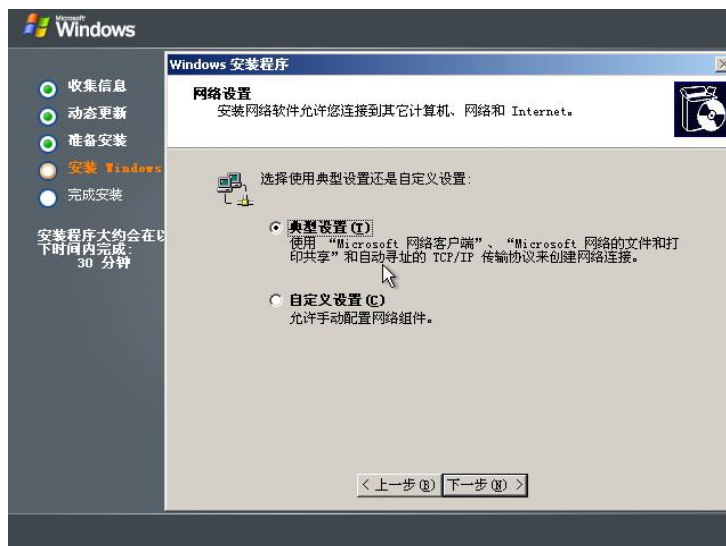 Microsoft
Windows
Windows 安装程序
收集信息
动态更新
准备安装
安装 Windows
完成安装
安装程序大约会在以
下时间内完成:
30 分钟
网络设置
安装网络软件允许您连接到其它计算机、网络和 Internet。
选择使用典型设置还是自定义设置:
典型设置(T)
使用 “Microsoft 网络客户端”、“Microsoft 网络的文件和打
印共享”和自动寻址的 TCP/IP 传输协议来创建网络连接。
自定义设置(C)
允许手动配置网络组件。
< 上一步(B) 下一步(N) >